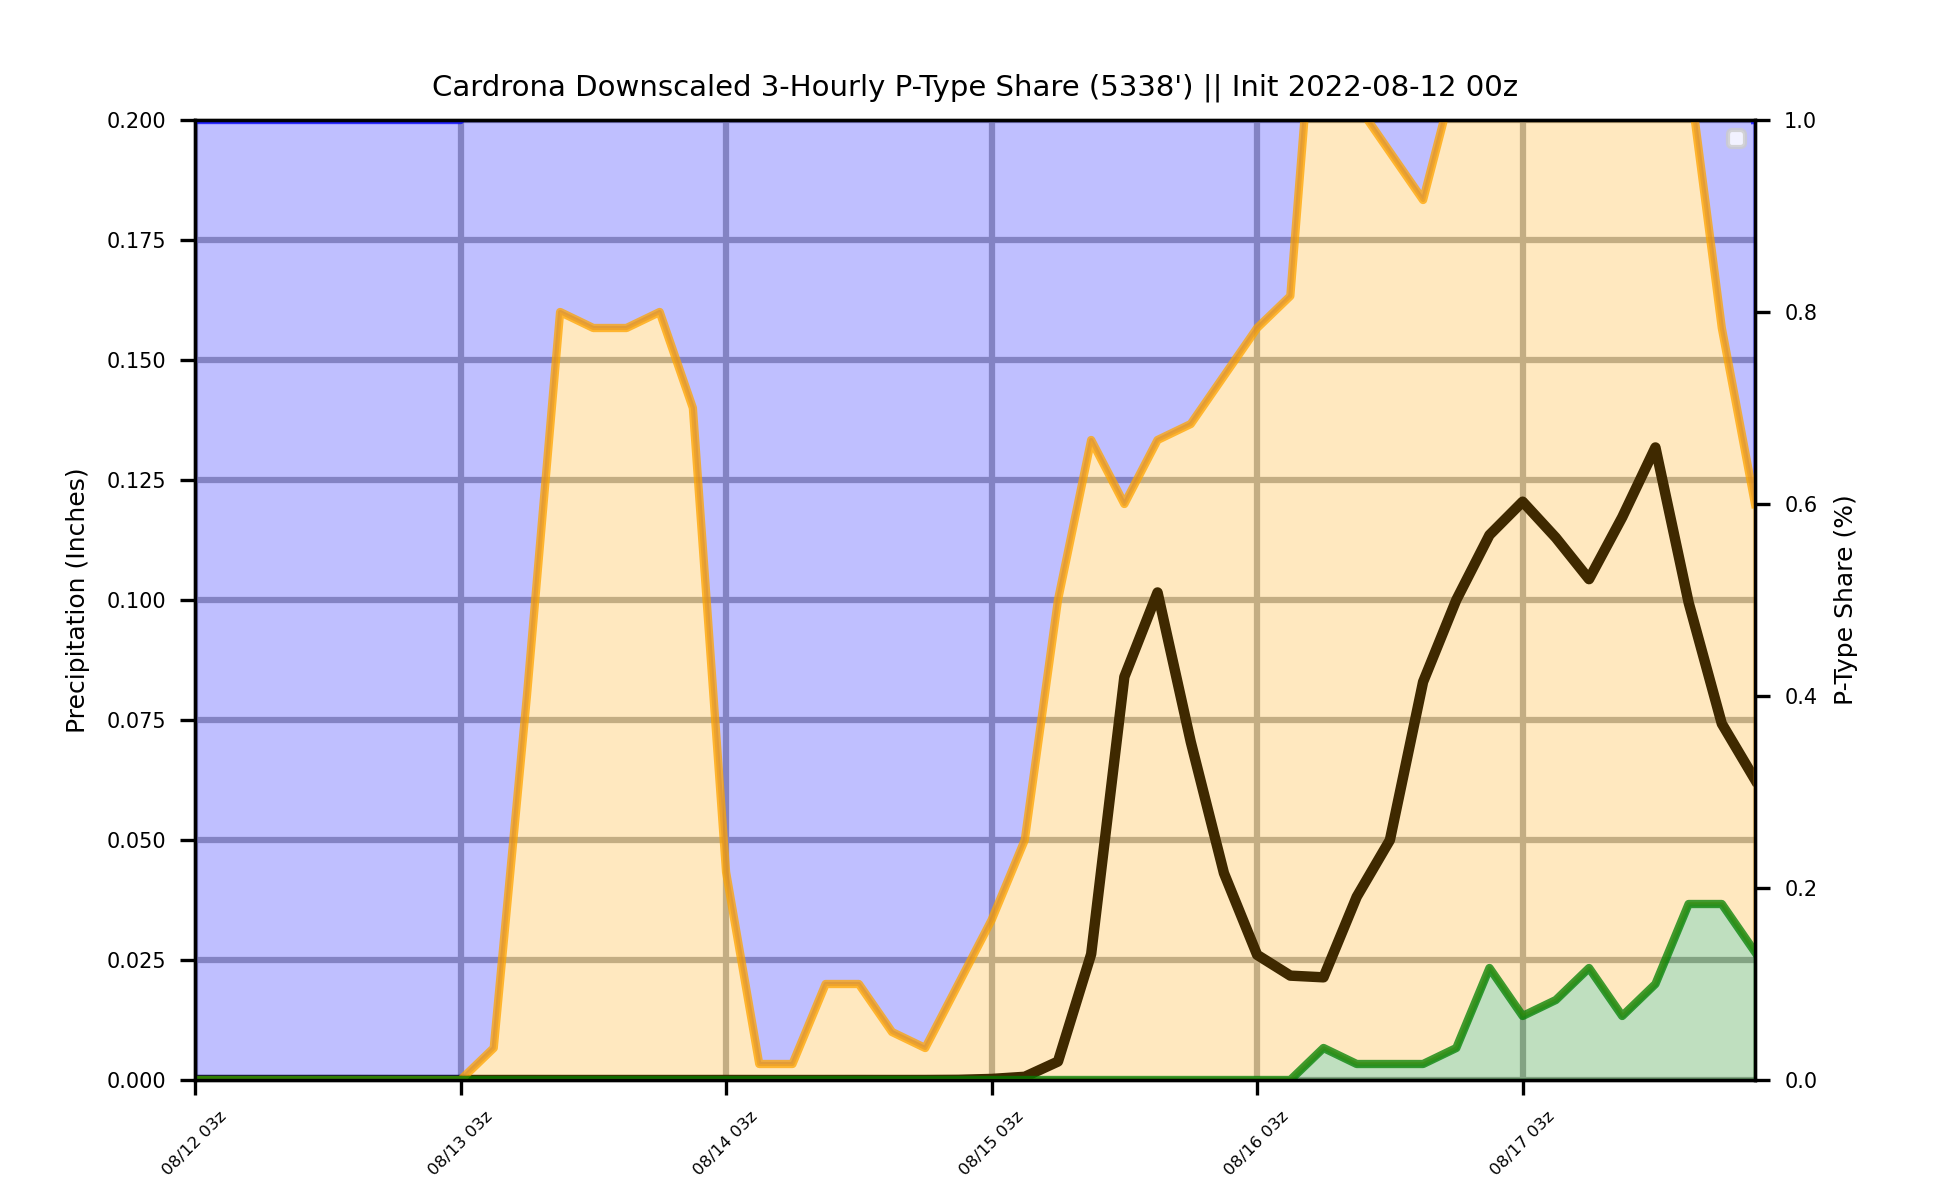 Cardrona Downscaled 3-Hourly P-Type Share (5338') || Init 2022-08-12 00z
0.200
0.175
0.150
0.125
0.100
0.075
0.050
0.025
0.000
Precipitation (Inches)
1.0
0.8
0.6
0.4
0.2
0.0
P-Type Share (%)
08/12 03z
08/13 03z
08/14 03z
08/15 03z
08/16 03z
08/17 03z